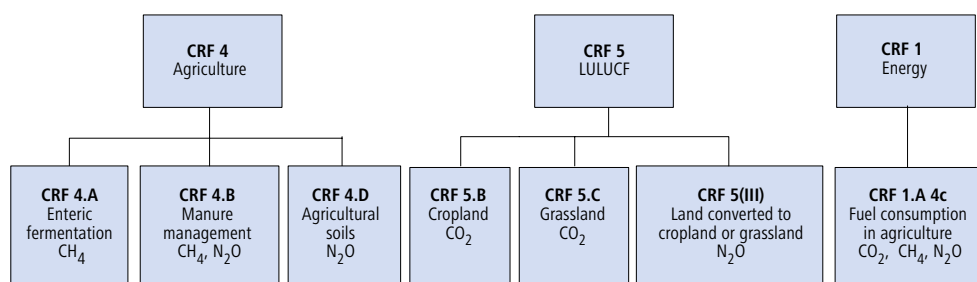 CRF 4
Agriculture
CRF 5
LULUCF
CRF 1
Energy
CRF 4.A
Enteric
fermentation
CH4
CRF 4.B
Manure
management
CH4, N2O
CRF 4.D
Agricultural
soils
N2O
CRF 5.B
Cropland
CO2
CRF 5.C
Grassland
CO2
CRF 5(III)
Land converted to
cropland or grassland
N2O
CRF 1.A 4c
Fuel consumption
in agriculture
CO2, CH4, N2O